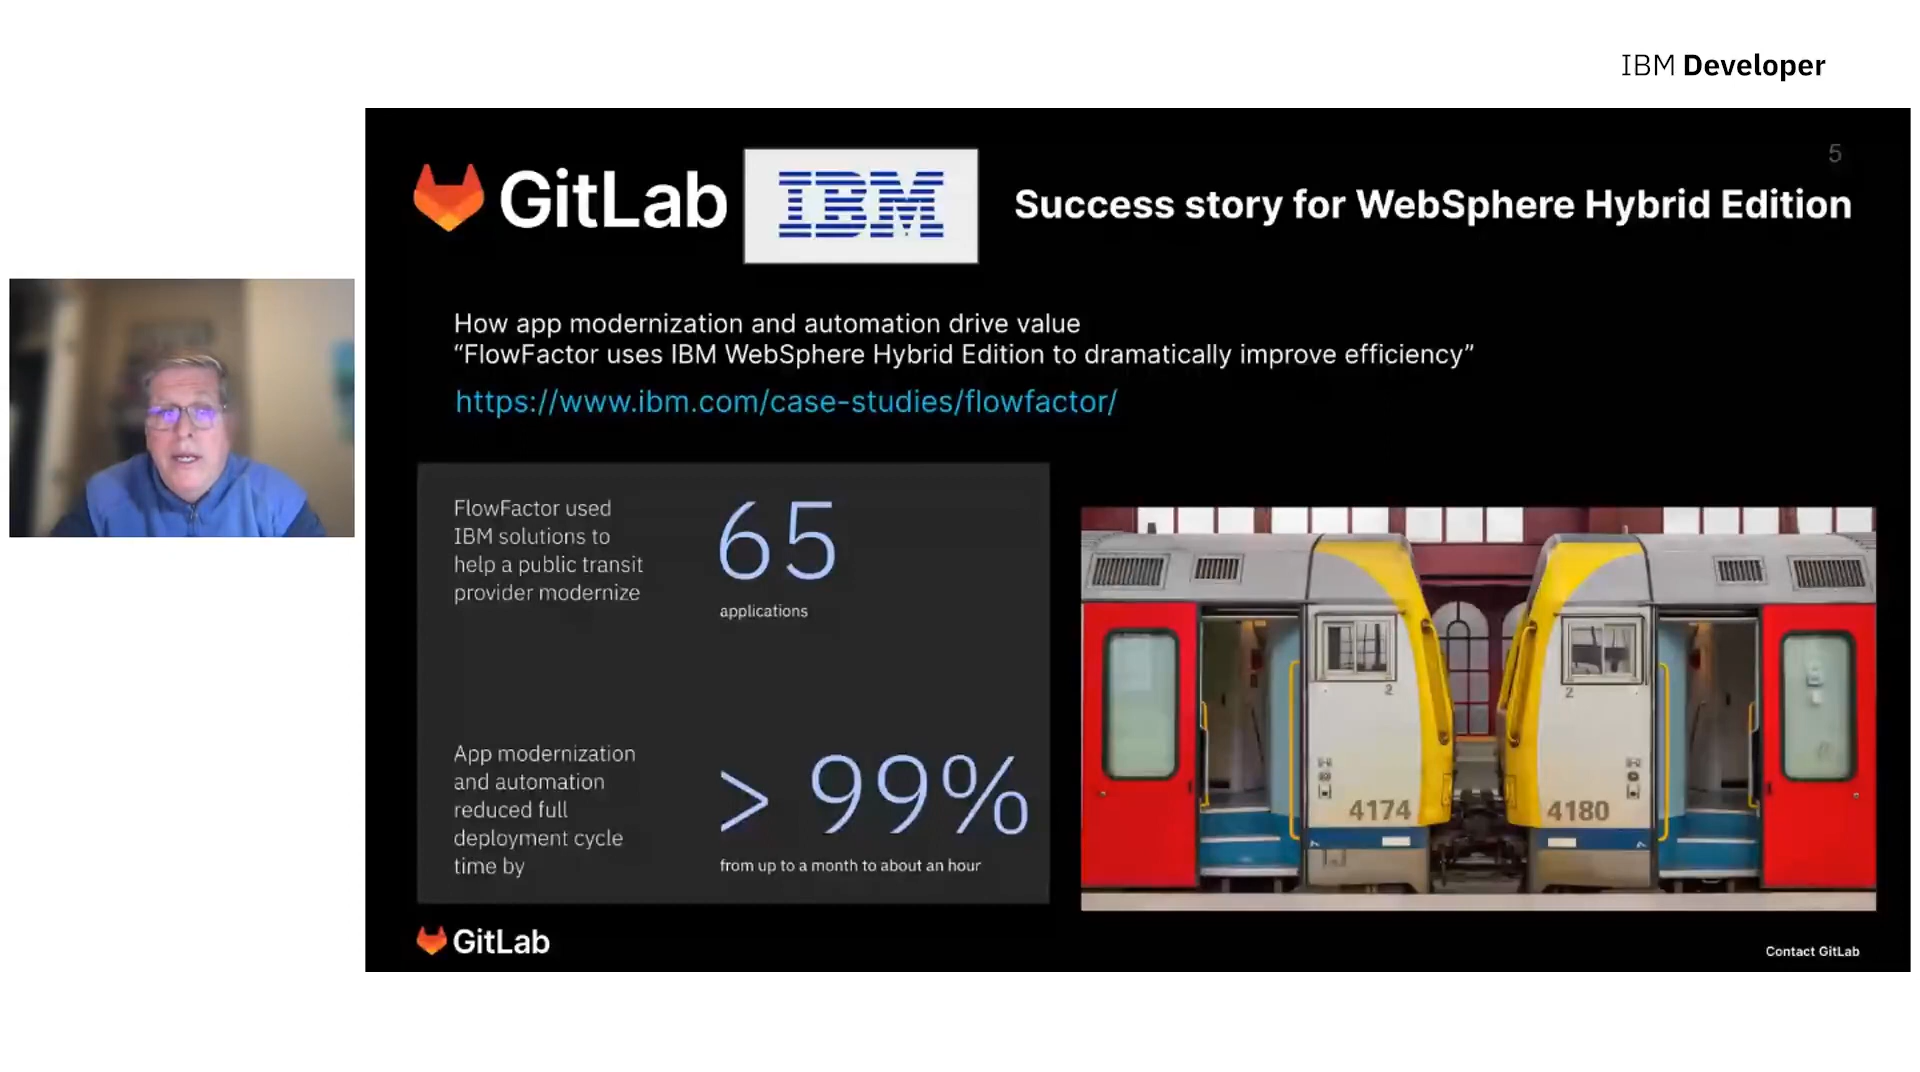 IBM Developer
5
GitLab
IBM
Success story for WebSphere Hybrid Edition
How app modernization and automation drive value
“FlowFactor uses IBM WebSphere Hybrid Edition to dramatically improve efficiency”
https://www.ibm.com/case-studies/flowfactor/
FlowFactor used
IBM solutions to
help a public transit
provider modernize
65
applications
App modernization
and automation
reduced full
deployment cycle
time by
> 99%
from up to a month to about an hour
2
2
4174
4180
GitLab
Contact GitLab